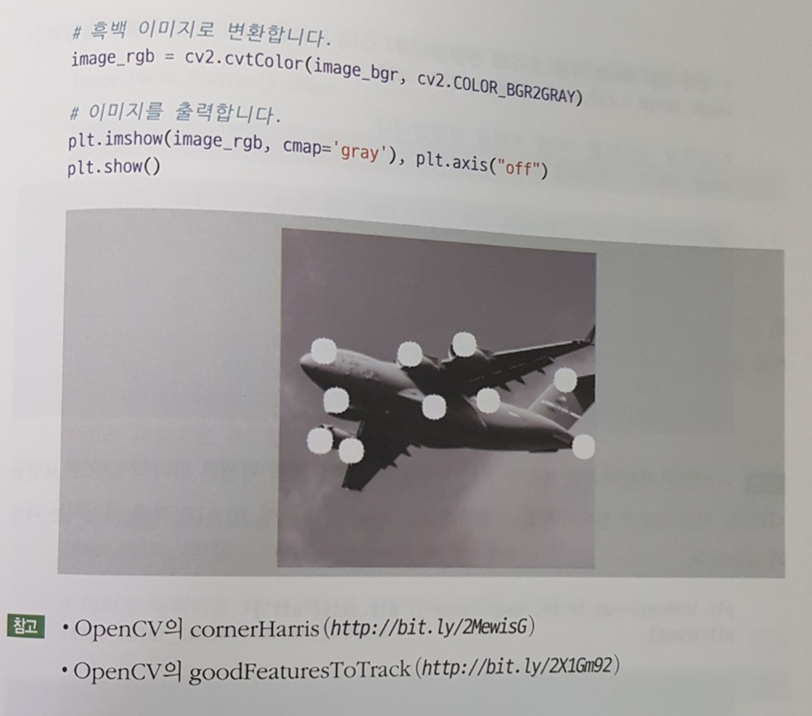 # 흑백 이미지로 변환합니다.
image_rgb = cv2.cvtColor(image_bgr, cv2.COLOR_BGR2GRAY)
# 이미지를 출력합니다.
plt.imshow(image_rgb, cmap='gray'), plt.axis("off")
plt.show()
참고 • OpenCV의 cornerHarris(http://bit.ly/2MewisG)
• OpenCV의 goodFeaturesToTrack(http://bit.ly/2X1Gm92)